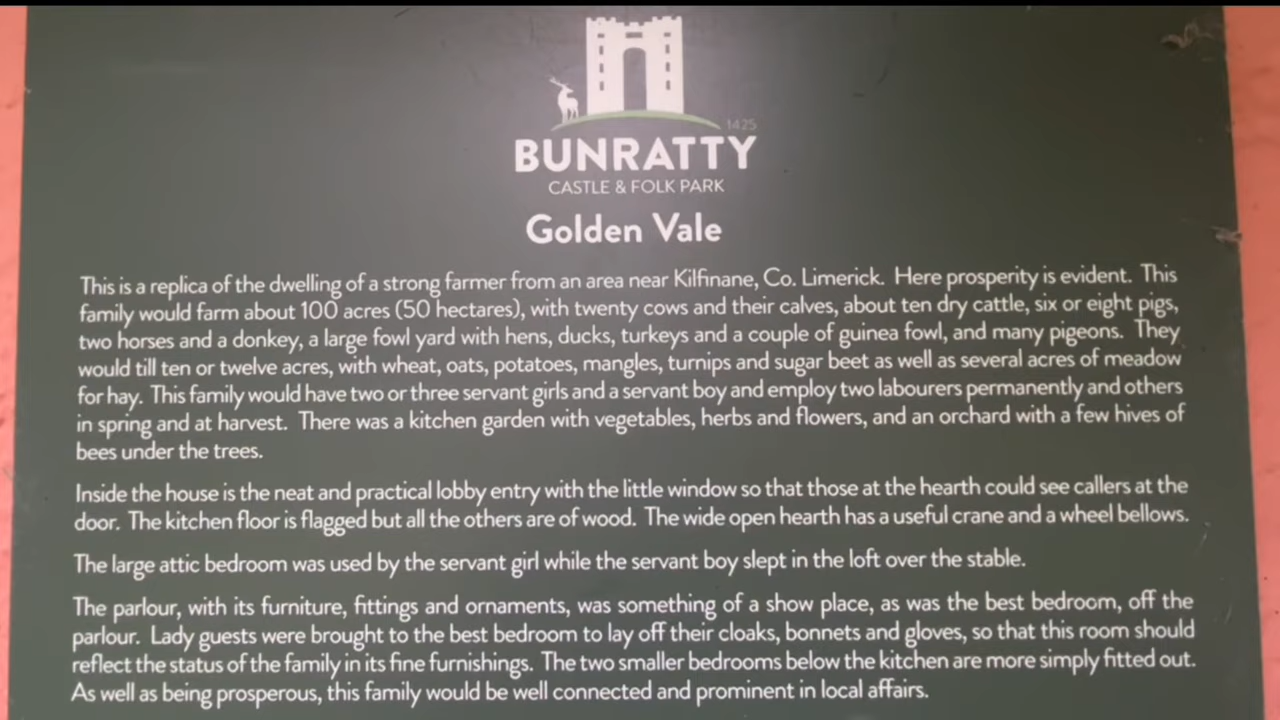 1425
BUNRATTY
CASTLE & FOLK PARK
Golden Vale
This is a replica of the dwelling of a strong farmer from an area near Kilfinane, Co. Limerick. Here prosperity is evident. This
family would farm about 100 acres (50 hectares), with twenty cows and their calves, about ten dry cattle, six or eight pigs,
two horses and a donkey, a large fowl yard with hens, ducks, turkeys and a couple of guinea fowl, and many pigeons. They
would till ten or twelve acres, with wheat, oats, potatoes, mangles, turnips and sugar beet as well as several acres of meadow
for hay. This family would have two or three servant girls and a servant boy and employ two labourers permanently and others
in spring and at harvest. There was a kitchen garden with vegetables, herbs and flowers, and an orchard with a few hives of
bees under the trees.
Inside the house is the neat and practical lobby entry with the little window so that those at the hearth could see callers at the
door. The kitchen floor is flagged but all the others are of wood. The wide open hearth has a useful crane and a wheel bellows.
The large attic bedroom was used by the servant girl while the servant boy slept in the loft over the stable.
The parlour, with its furniture, fittings and ornaments, was something of a show place, as was the best bedroom, off the
parlour. Lady guests were brought to the best bedroom to lay off their cloaks, bonnets and gloves, so that this room should
reflect the status of the family in its fine furnishings. The two smaller bedrooms below the kitchen are more simply fitted out.
As well as being prosperous, this family would be well connected and prominent in local affairs.